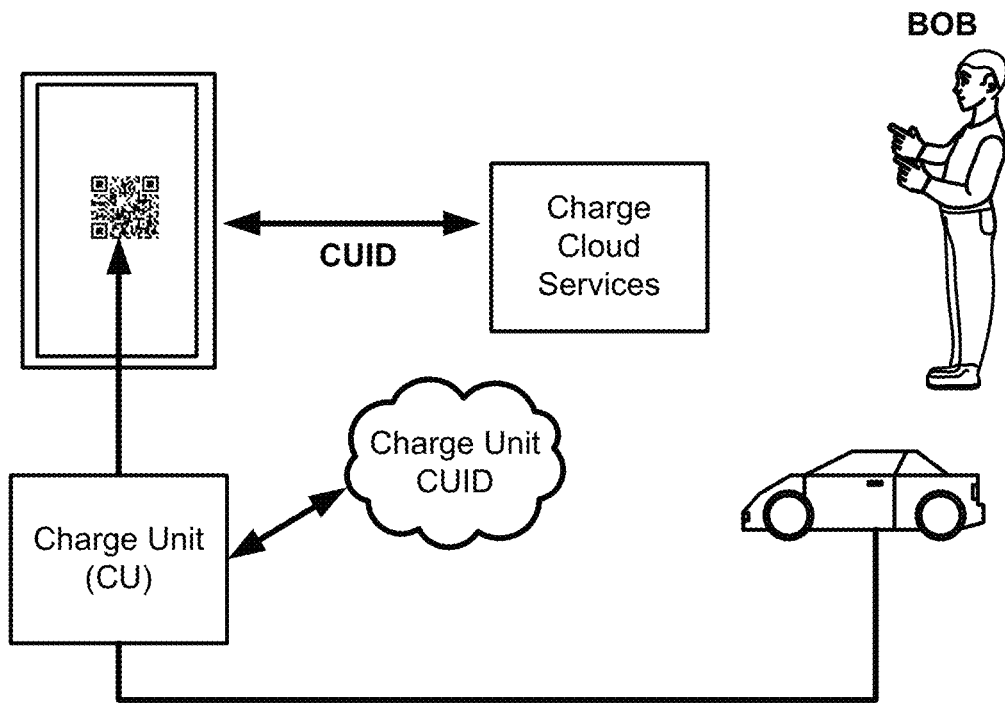 BOB
Charge
Cloud
Services
CUID
Charge Unit
CUID
Charge Unit
(CU)